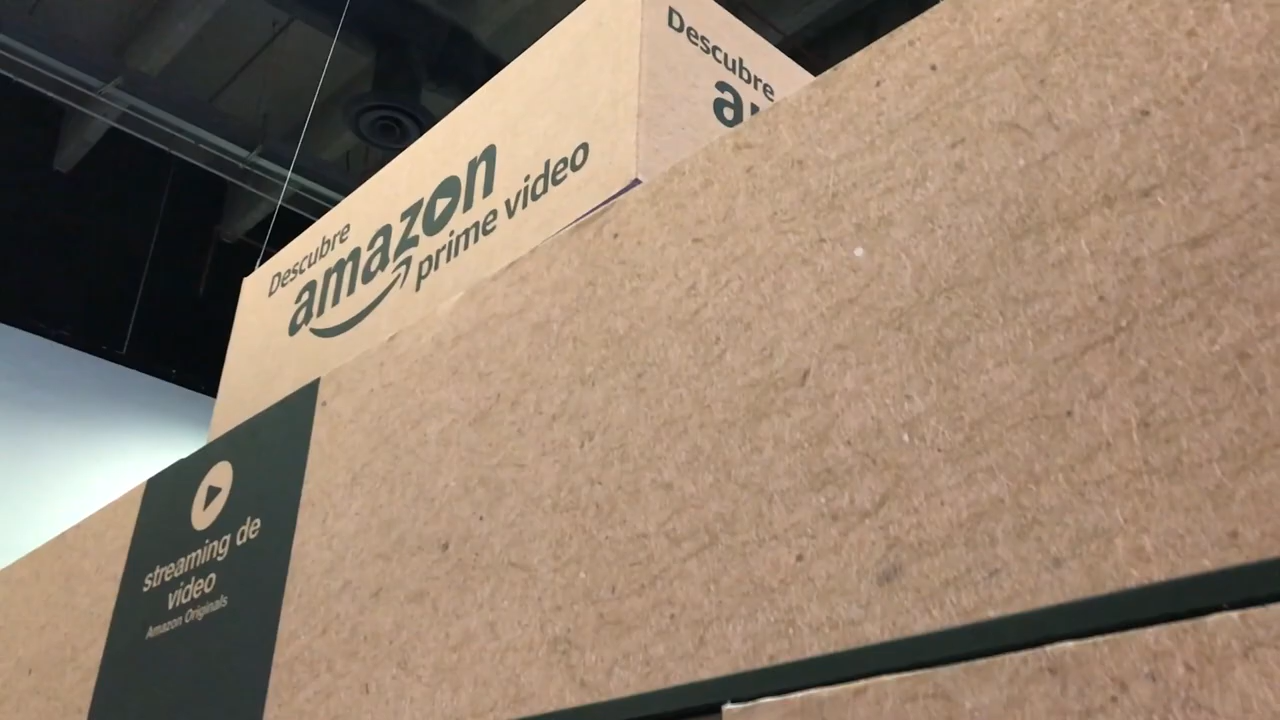 Descubre
amazon
prime video
Descubre
streaming de
video
Amazon Originals